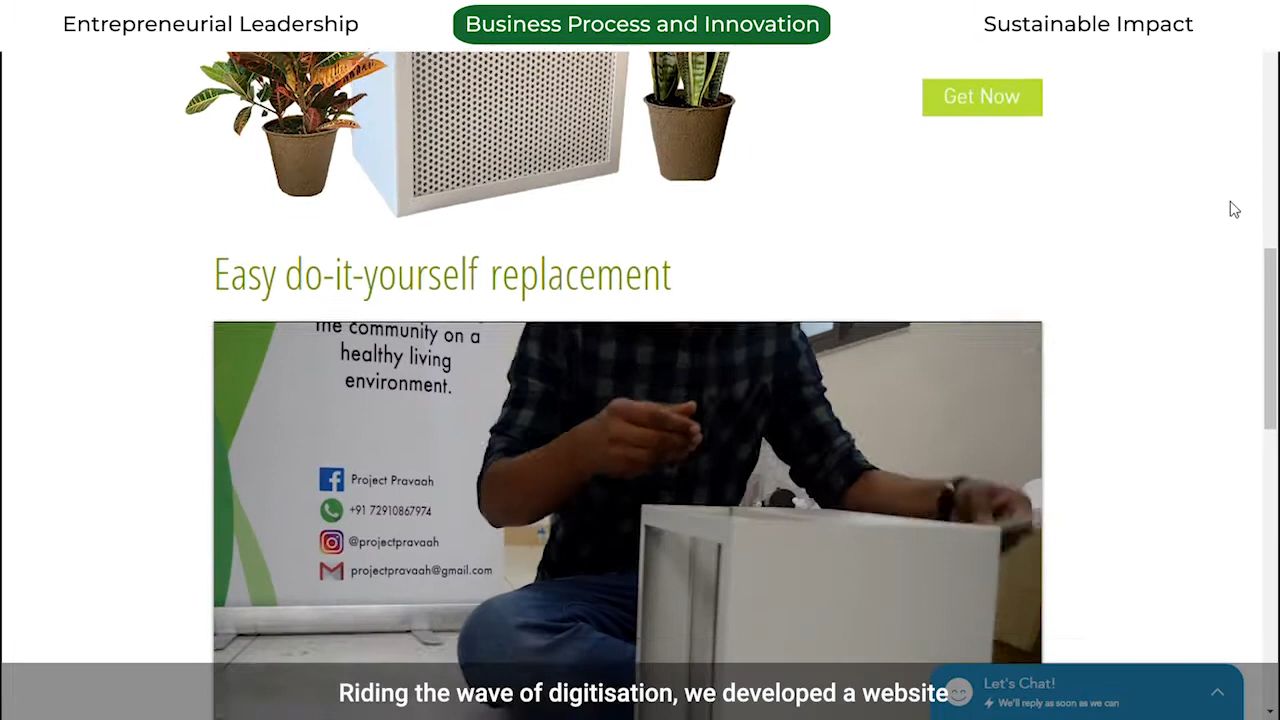 Entrepreneurial Leadership
Business Process and Innovation
Sustainable Impact
Get Now
Easy do-it-yourself replacement
the community on a
healthy living
environment.
Project Pravaah
+91 72910867974
@projectpravaah
projectpravaah@gmail.com
Let's Chat!
We'll reply as soon as we can
Riding the wave of digitisation, we developed a website